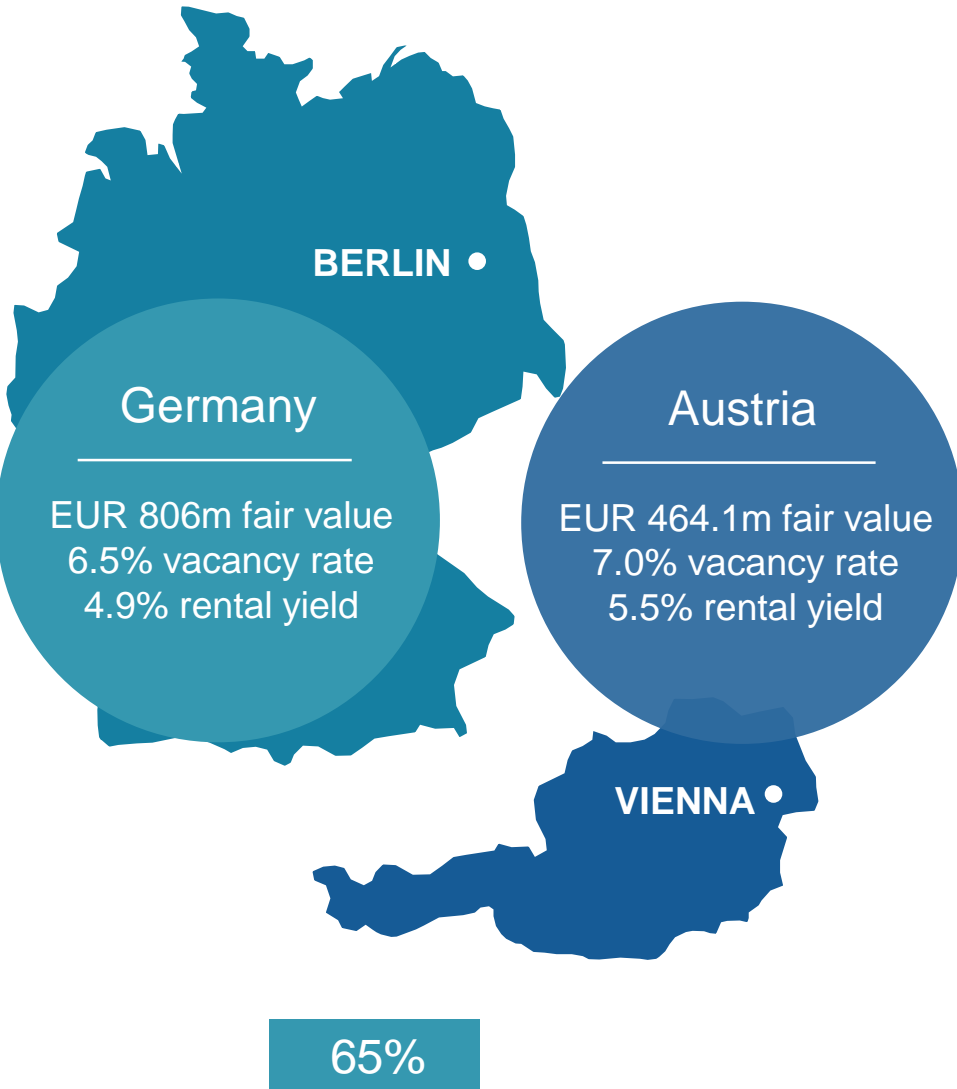 BERLIN
Germany
EUR 806m fair value
6.5% vacancy rate
4.9% rental yield
Austria
EUR 464.1m fair value
7.0% vacancy rate
5.5% rental yield
VIENNA
65%